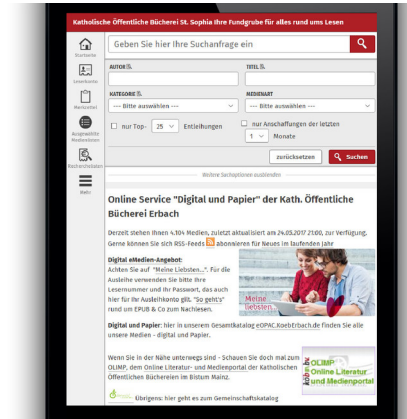 Katholische Öffentliche Bücherei St. Sophia Ihre Fundgrube für alles rund ums Lesen
Startseite
Geben Sie hier Ihre Suchanfrage ein
Leserkonto
AUTOR
TITEL
Merkzettel
KATEGORIE
MEDIENART
--- Bitte auswählen ---
--- Bitte auswählen ---
Ausgewählte
Medienlisten
nur Top-
25
Entleihungen
nur Anschaffungen der letzten
1
Monate
Recherchelisten
zurücksetzen
Suchen
Mehr
Weitere Suchoptionen ausblenden
Online Service "Digital und Papier" der Kath. Öffentliche
Bücherei Erbach
Derzeit stehen Ihnen 4.104 Medien, zuletzt aktualisiert am 24.05.2017 21:00, zur Verfügung.
Gerne können Sie sich RSS-Feeds abonnieren für Neues im laufenden Jahr
Digital eMedien-Angebot:
Achten Sie auf "Meine Liebsten...". Für die
Ausleihe verwenden Sie bitte Ihre
Lesernummer und Ihr Passwort, das auch
hier für Ihr Ausleihkonto gilt. "So geht's"
rund um EPUB & Co zum Nachlesen.
Meine
liebsten...
Digital und Papier: hier in unserem Gesamtkatalog eOPAC.KoebErbach.de finden Sie alle
unsere Medien - digital und Papier.
Wenn Sie in der Nähe unterwegs sind - Schauen Sie doch mal zum
OLIMP, dem Online Literatur- und Medienportal der Katholischen
Öffentlichen Büchereien im Bistum Mainz.
OLIMP
Online Literatur
und Medienportal
Übrigens: hier geht es zum Gemeinschaftskatalog